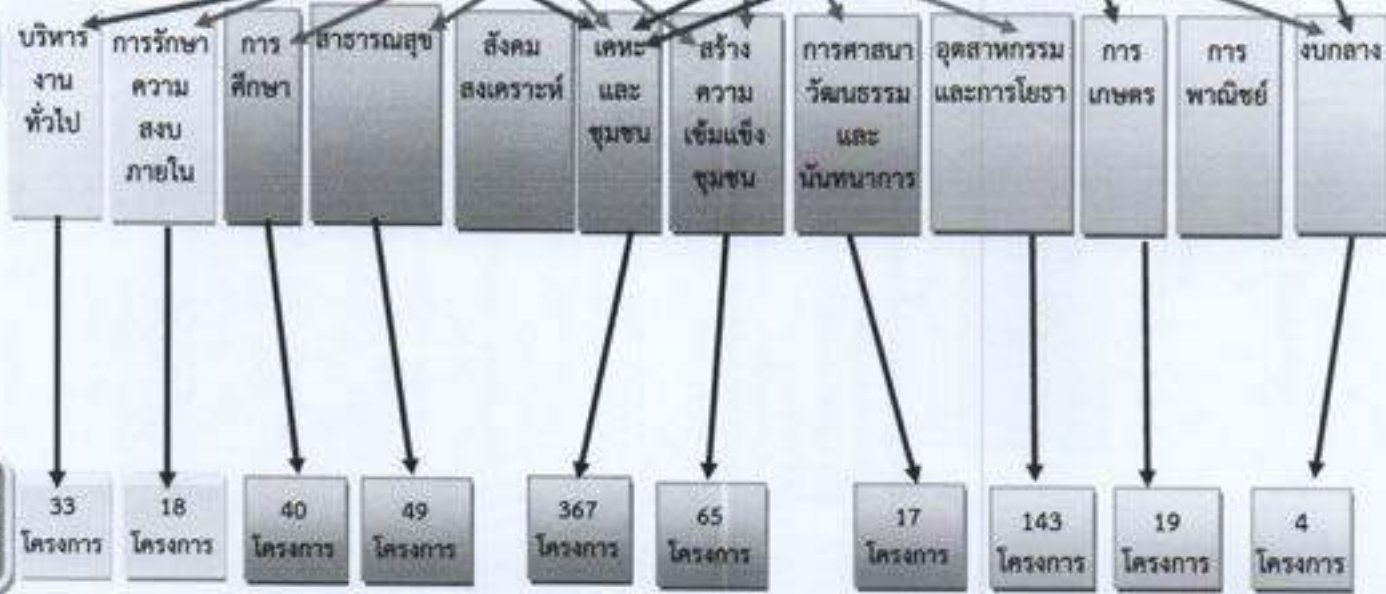 บริหาร
งาน
ทั่วไป
การรักษา
ความ
สงบ
ภายใน
การ
ศึกษา
สาธารณสุข
สังคม
สงเคราะห์
เคหะ
และ
ชุมชน
สร้าง
ความ
เข้มแข็ง
ชุมชน
การศาสนา
วัฒนธรรม
และ
นันทนาการ
อุตสาหกรรม
และการโยธา
การ
เกษตร
การ
พาณิชย์
งบกลาง
33
โครงการ
18
โครงการ
40
โครงการ
49
โครงการ
367
โครงการ
65
โครงการ
17
โครงการ
143
โครงการ
19
โครงการ
4
โครงการ